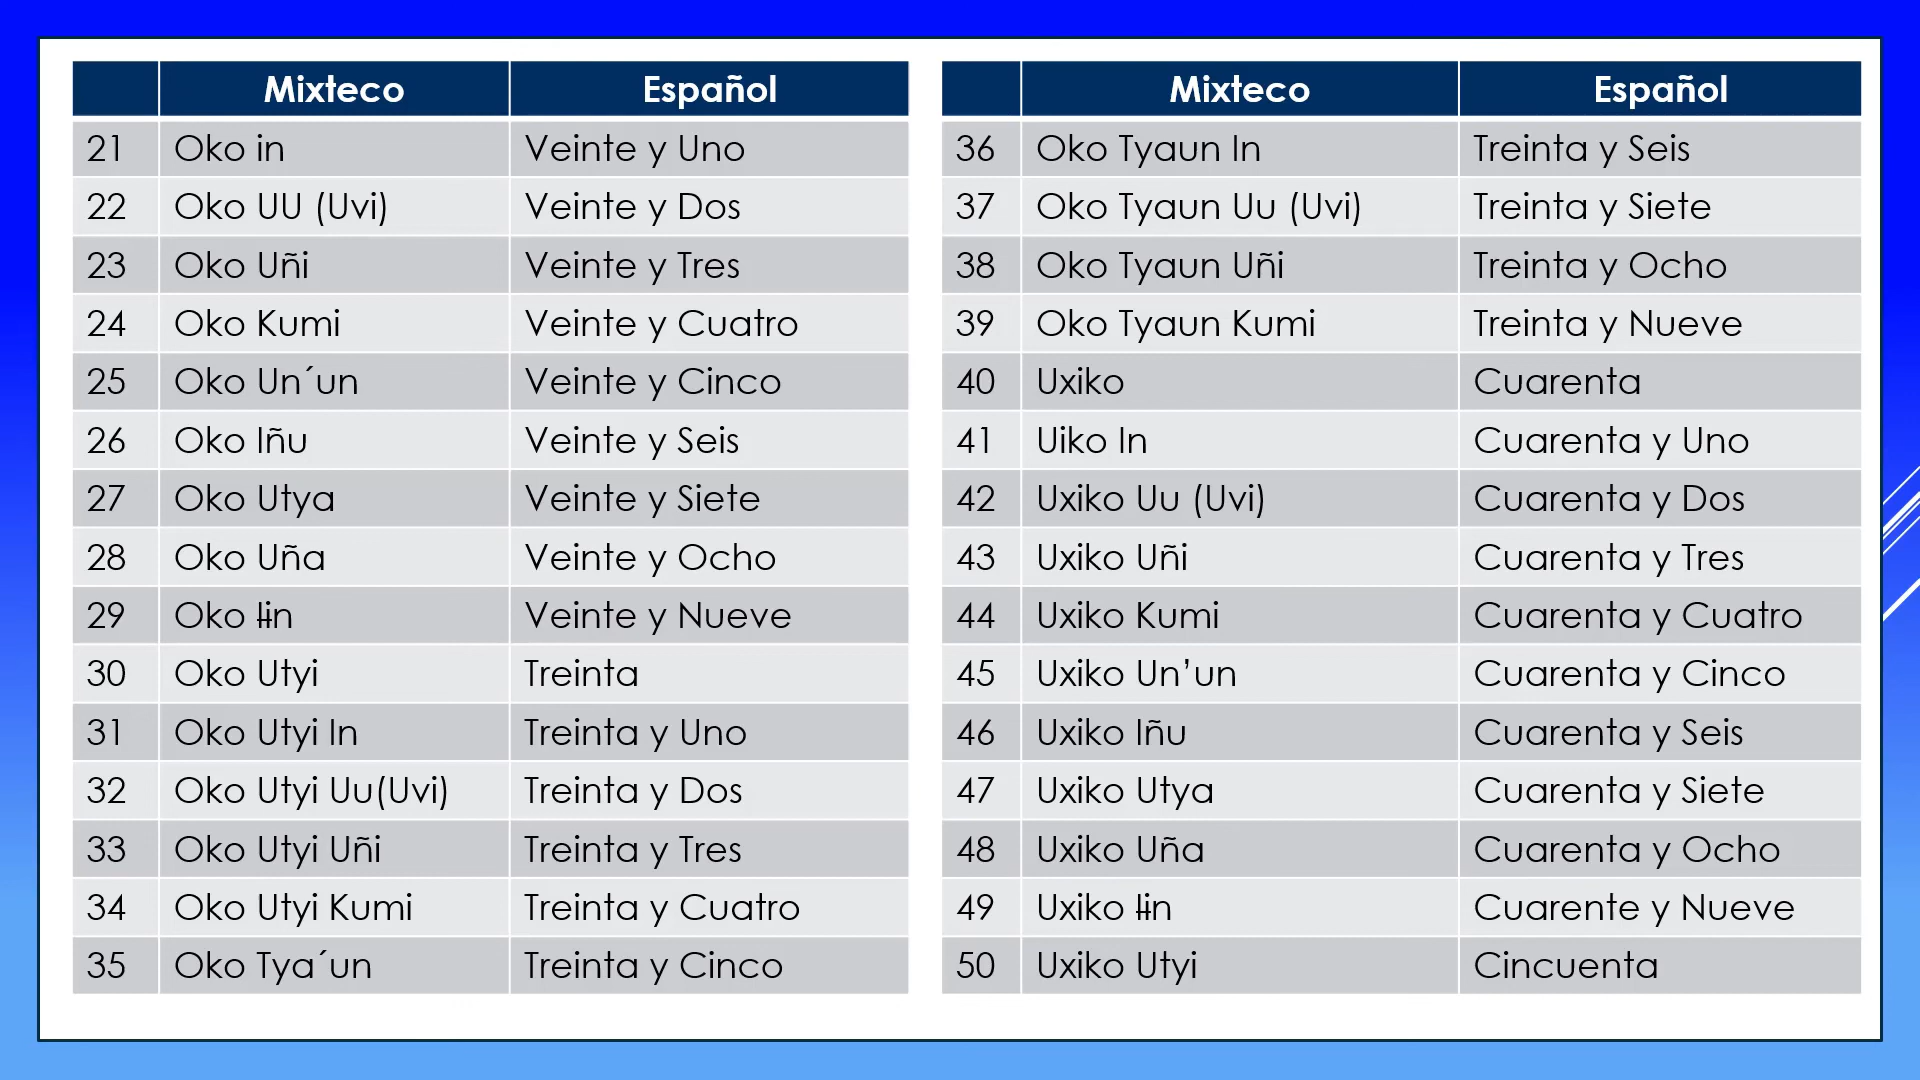 Mixteco Español
21 Oko in Veinte y Uno
22 Oko UU (Uvi) Veinte y Dos
23 Oko Uñi Veinte y Tres
24 Oko Kumi Veinte y Cuatro
25 Oko Un´un Veinte y Cinco
26 Oko Iñu Veinte y Seis
27 Oko Utya Veinte y Siete
28 Oko Uña Veinte y Ocho
29 Oko Ɨɨn Veinte y Nueve
30 Oko Utyi Treinta
31 Oko Utyi In Treinta y Uno
32 Oko Utyi Uu(Uvi) Treinta y Dos
33 Oko Utyi Uñi Treinta y Tres
34 Oko Utyi Kumi Treinta y Cuatro
35 Oko Tya´un Treinta y Cinco
Mixteco Español
36 Oko Tyaun In Treinta y Seis
37 Oko Tyaun Uu (Uvi) Treinta y Siete
38 Oko Tyaun Uñi Treinta y Ocho
39 Oko Tyaun Kumi Treinta y Nueve
40 Uxiko Cuarenta
41 Uiko In Cuarenta y Uno
42 Uxiko Uu (Uvi) Cuarenta y Dos
43 Uxiko Uñi Cuarenta y Tres
44 Uxiko Kumi Cuarenta y Cuatro
45 Uxiko Un’un Cuarenta y Cinco
46 Uxiko Iñu Cuarenta y Seis
47 Uxiko Utya Cuarenta y Siete
48 Uxiko Uña Cuarenta y Ocho
49 Uxiko Ɨɨn Cuarente y Nueve
50 Uxiko Utyi Cincuenta